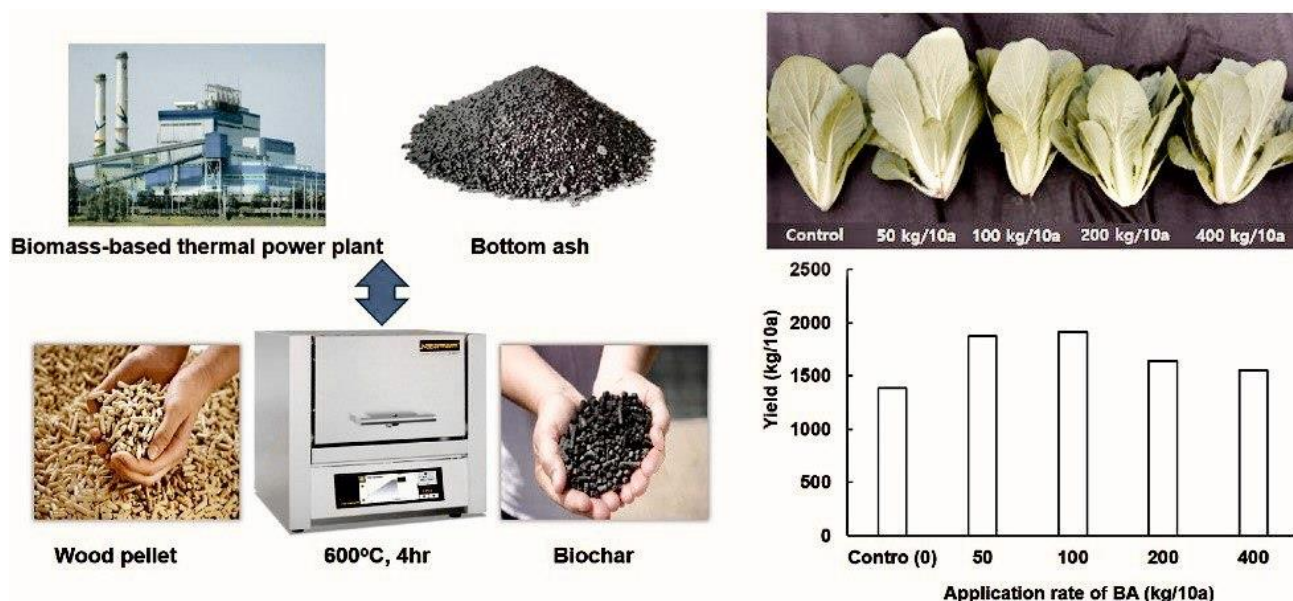 Biomass-based thermal power plant
Bottom ash
Wood pellet
600°C, 4hr
Biochar
Control 50 kg/10a 100 kg/10a 200 kg/10a 400 kg/10a
Yield (kg/10a)
2500
2000
1500
1000
500
0
Contro (0) 50 100 200 400
Application rate of BA (kg/10a)